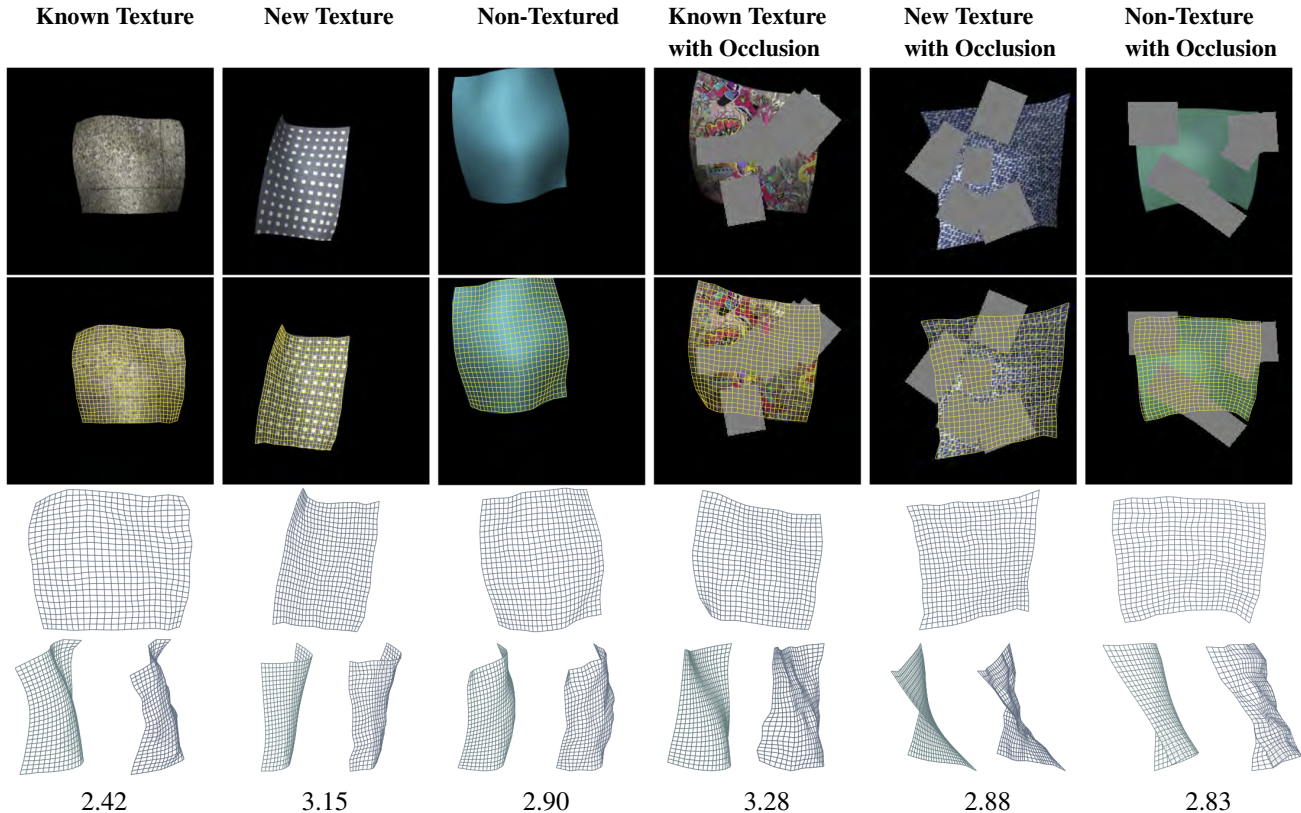 Known Texture
New Texture
Non-Textured
Known Texture
with Occlusion
New Texture
with Occlusion
Non-Texture
with Occlusion
2.42
3.15
2.90
3.28
2.88
2.83